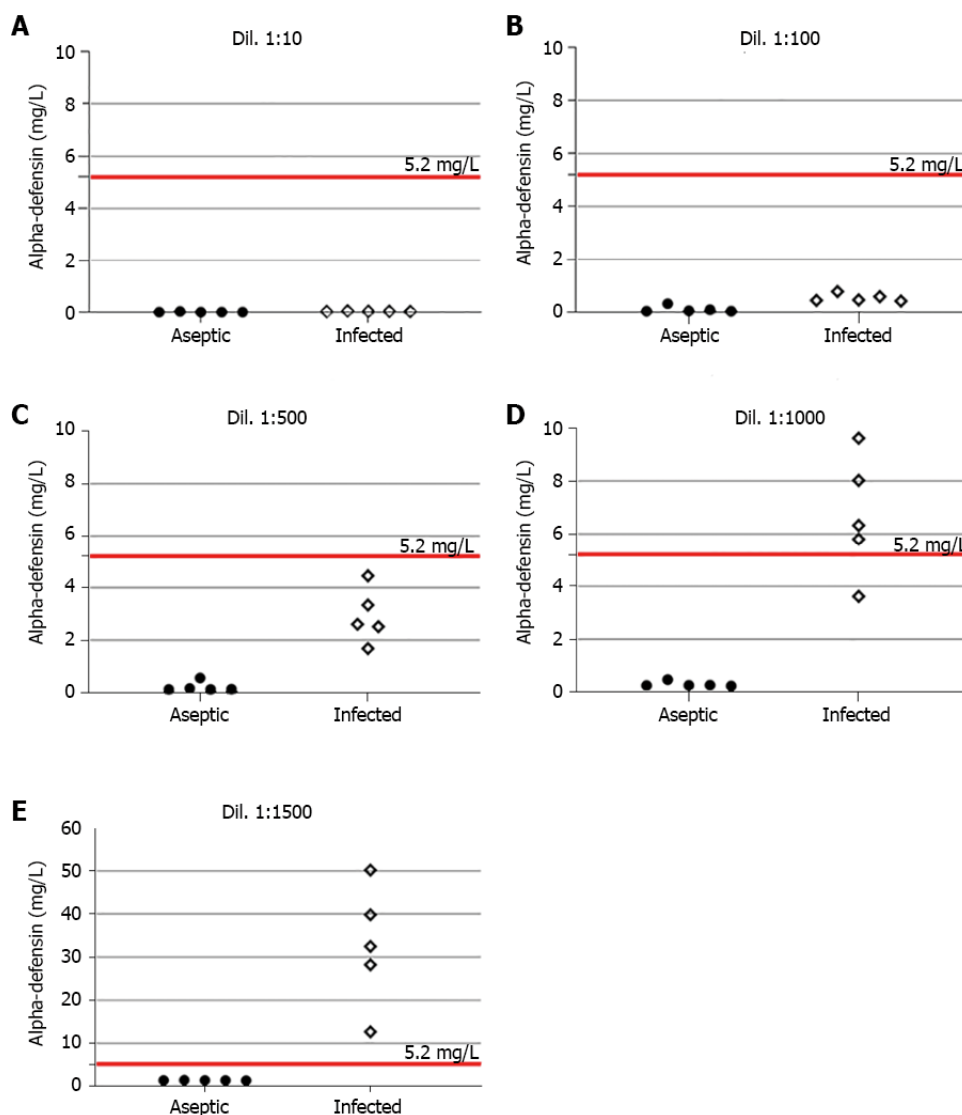 A
Dil. 1:10
Alpha-defensin (mg/L)
10
8
6
4
2
0
5.2 mg/L
Aseptic
Infected
B
Dil. 1:100
Alpha-defensin (mg/L)
10
8
6
4
2
0
5.2 mg/L
Aseptic
Infected
C
Dil. 1:500
Alpha-defensin (mg/L)
10
8
6
4
2
0
5.2 mg/L
Aseptic
Infected
D
Dil. 1:1000
Alpha-defensin (mg/L)
10
8
6
4
2
0
5.2 mg/L
Aseptic
Infected
E
Dil. 1:1500
Alpha-defensin (mg/L)
60
50
40
30
20
10
0
5.2 mg/L
Aseptic
Infected